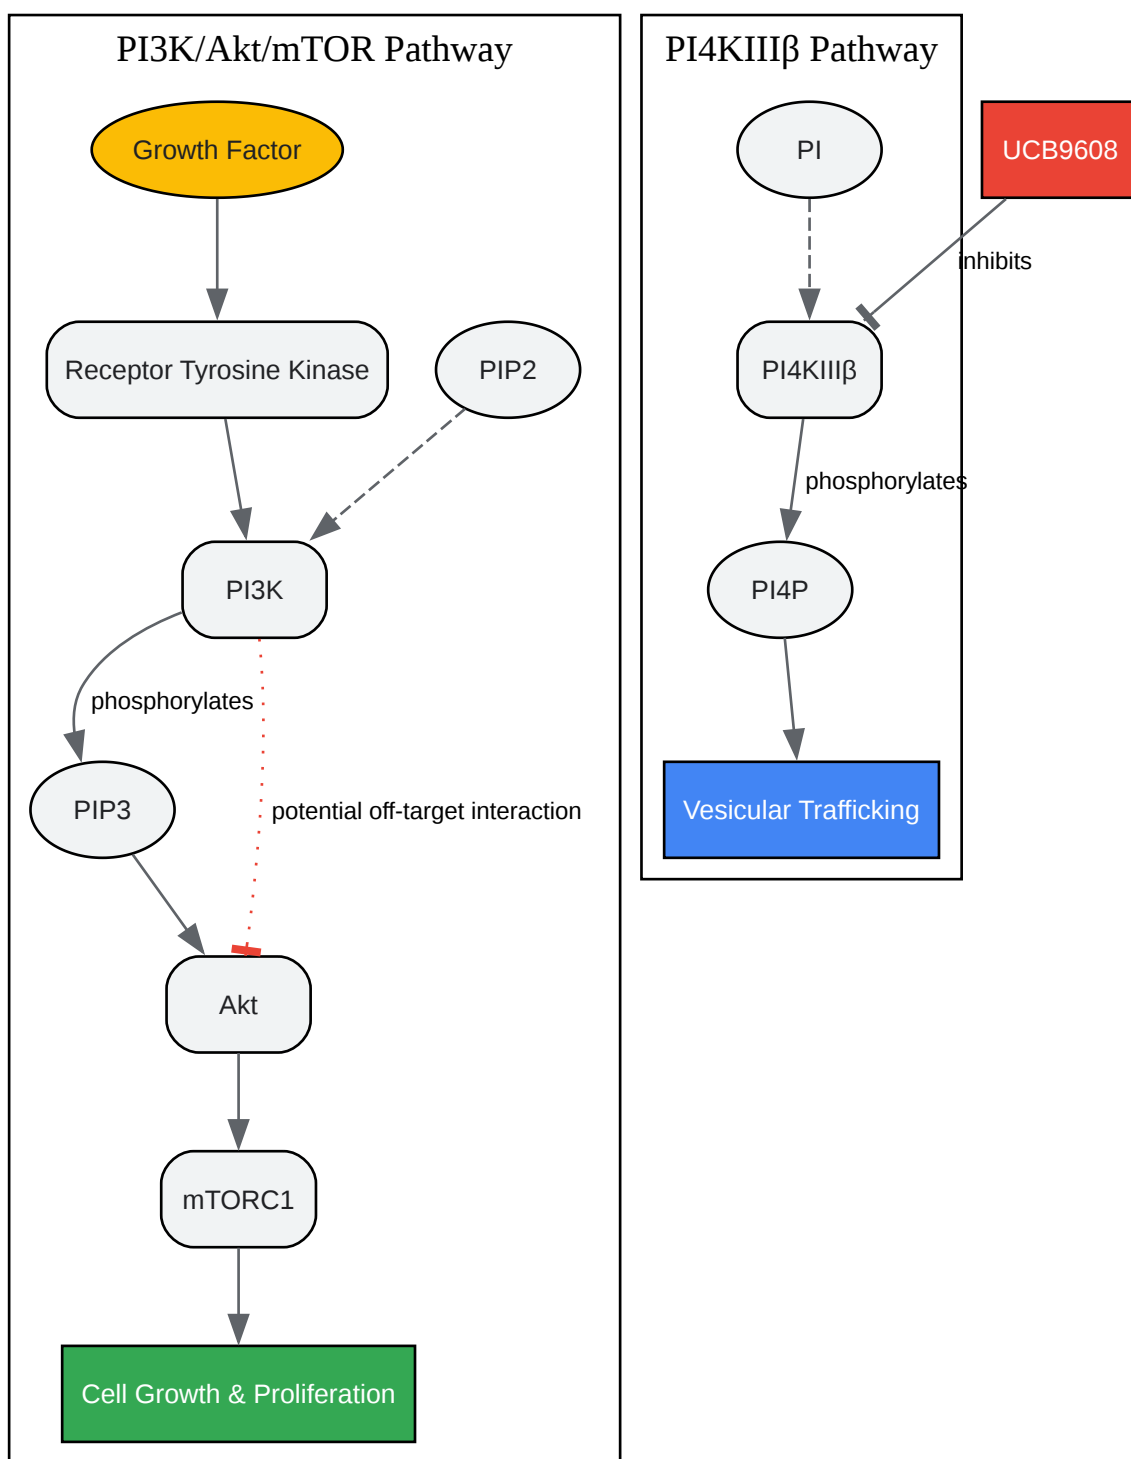 PI3K/Akt/mTOR Pathway
Growth Factor
Receptor Tyrosine Kinase
PIP2
PI3K
phosphorylates
PIP3
potential off-target interaction
Akt
mTORC1
Cell Growth & Proliferation
PI4KIIIβ Pathway
PI
UCB9608
inhibits
PI4KIIIβ
phosphorylates
PI4P
Vesicular Trafficking